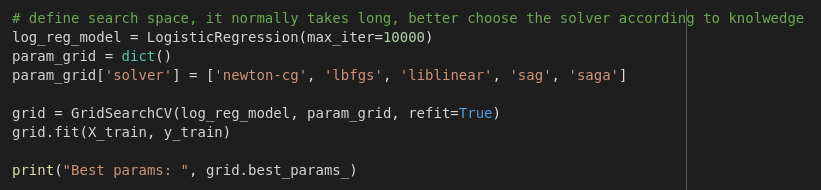 # define search space, it normally takes long, better choose the solver according to knolwedge
log_reg_model = LogisticRegression(max_iter=10000)
param_grid = dict()
param_grid['solver'] = ['newton-cg', 'lbfgs', 'liblinear', 'sag', 'saga']
grid = GridSearchCV(log_reg_model, param_grid, refit=True)
grid.fit(X_train, y_train)
print("Best params: ", grid.best_params_)